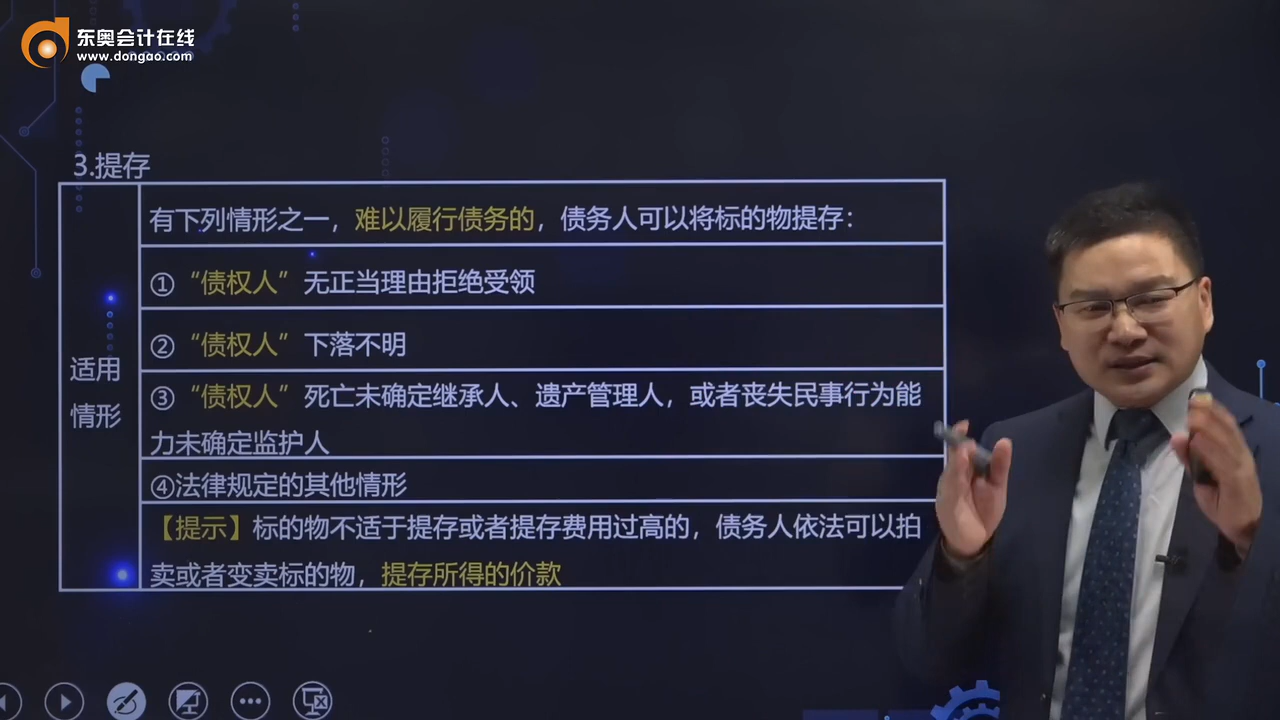 东奥会计在线
www.dongao.com
3.提存
适用
情形
有下列情形之一，难以履行债务的，债务人可以将标的物提存：
①“债权人”无正当理由拒绝受领
②“债权人”下落不明
③“债权人”死亡未确定继承人、遗产管理人，或者丧失民事行为能
力未确定监护人
④法律规定的其他情形
【提示】标的物不适于提存或者提存费用过高的，债务人依法可以拍
卖或者变卖标的物，提存所得的价款